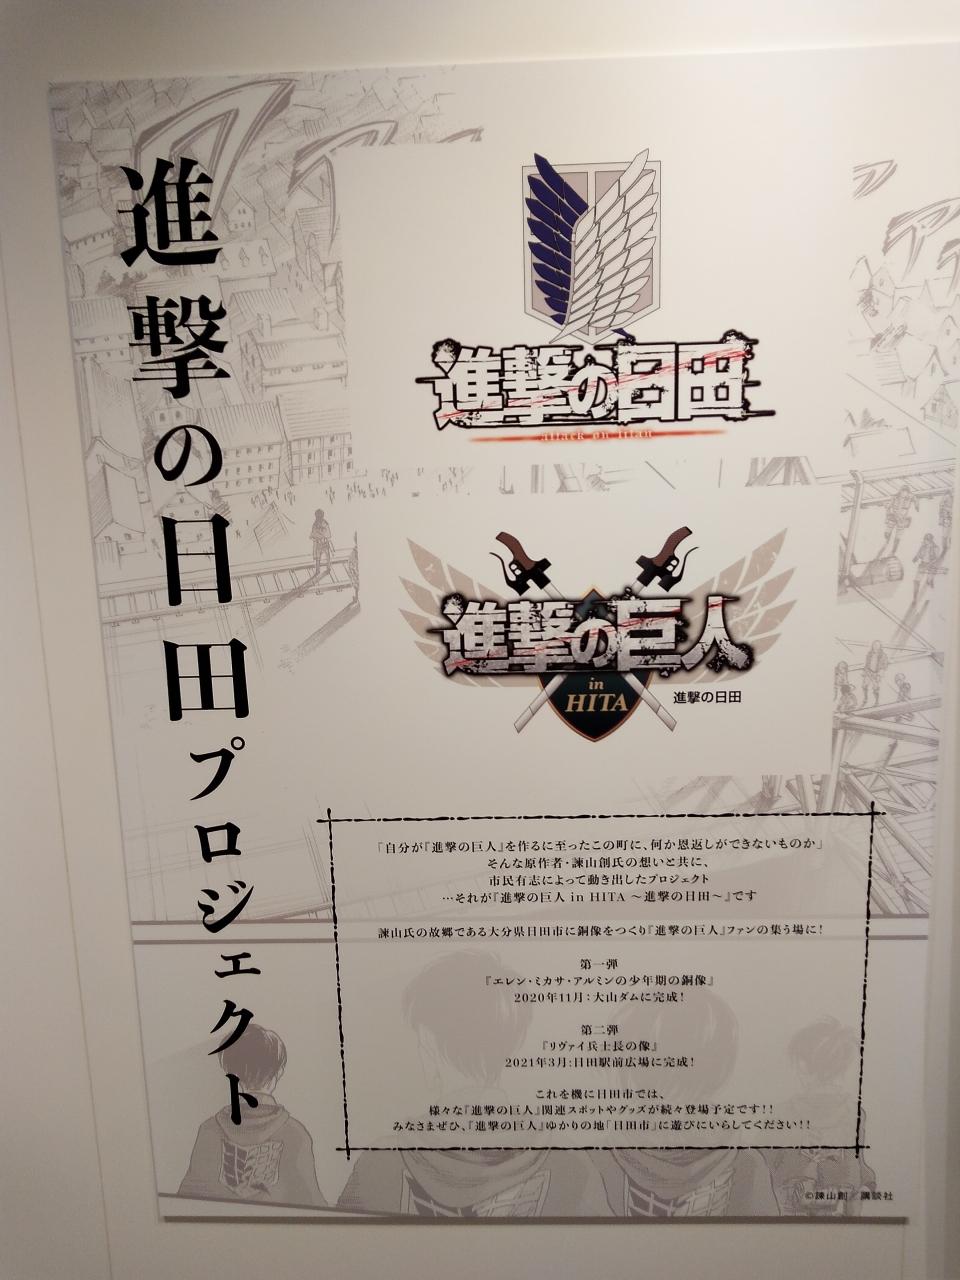 進撃の日田プロジェクト
進撃の日田
attack on titan
進撃の巨人
in
HITA
進撃の日田
「自分が『進撃の巨人』を作るに至ったこの町に、何か恩返しができないものか」
そんな原作者・諫山創氏の想いと共に、
市民有志によって動き出したプロジェクト
…それが『進撃の巨人 in HITA ～進撃の日田～』です
諫山氏の故郷である大分県日田市に銅像をつくり『進撃の巨人』ファンの集う場に！
第一弾
『エレン・ミカサ・アルミンの少年期の銅像』
2020年11月：大山ダムに完成！
第二弾
『リヴァイ兵士長の像』
2021年3月:日田駅前広場に完成！
これを機に日田市では、
様々な『進撃の巨人』関連スポットやグッズが続々登場予定です！！
みなさまぜひ、『進撃の巨人』ゆかりの地「日田市」に遊びにいらしてください！！
©諫山創／講談社